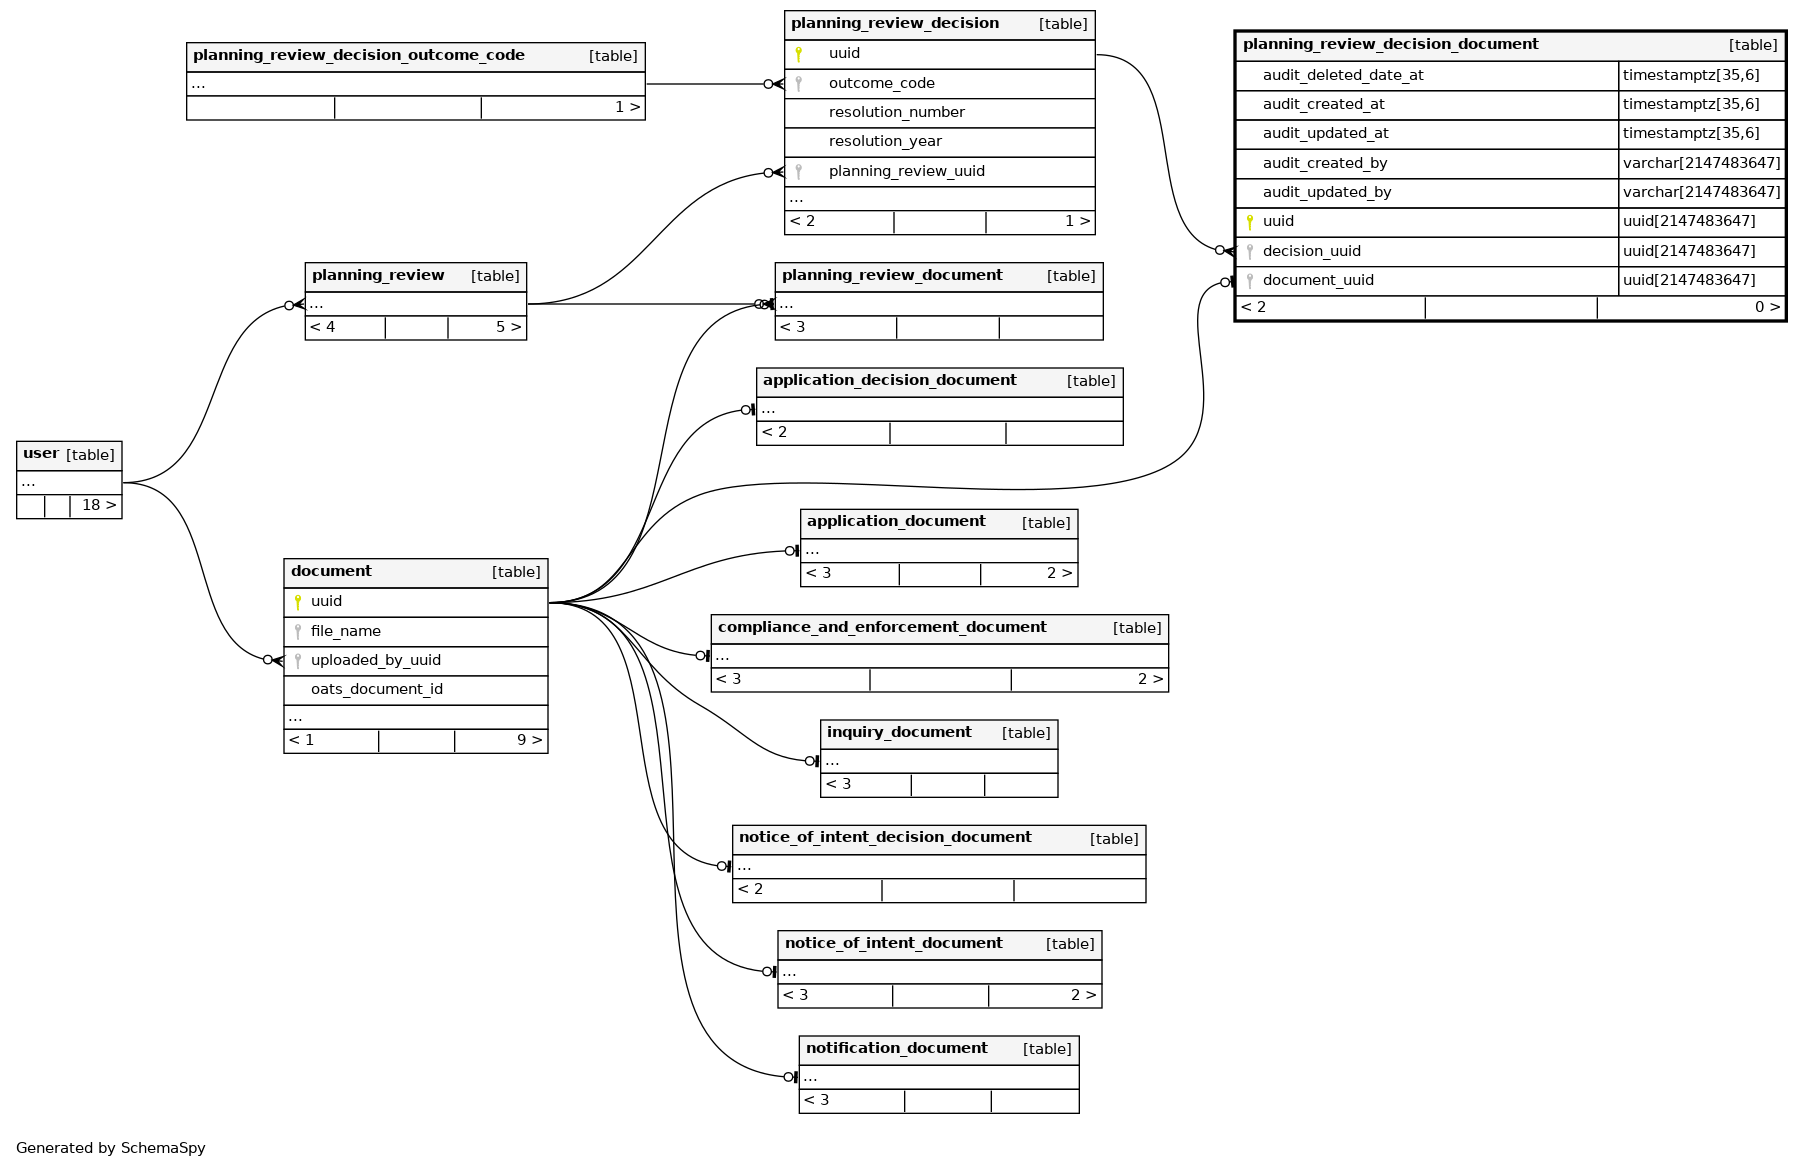 planning_review_decision_outcome_code [table]
...
1 >
planning_review_decision [table]
uuid
outcome_code
resolution_number
resolution_year
planning_review_uuid
...
< 2 1 >
planning_review_decision_document [table]
audit_deleted_date_at timestamptz[35,6]
audit_created_at timestamptz[35,6]
audit_updated_at timestamptz[35,6]
audit_created_by varchar[2147483647]
audit_updated_by varchar[2147483647]
uuid uuid[2147483647]
decision_uuid uuid[2147483647]
document_uuid uuid[2147483647]
< 2 0 >
planning_review [table]
...
< 4 5 >
planning_review_document [table]
...
< 3
application_decision_document [table]
...
< 2
user [table]
...
18 >
application_document [table]
...
< 3 2 >
document [table]
uuid
file_name
uploaded_by_uuid
oats_document_id
...
< 1 9 >
compliance_and_enforcement_document [table]
...
< 3 2 >
inquiry_document [table]
...
< 3
notice_of_intent_decision_document [table]
...
< 2
notice_of_intent_document [table]
...
< 3 2 >
notification_document [table]
...
< 3
Generated by SchemaSpy